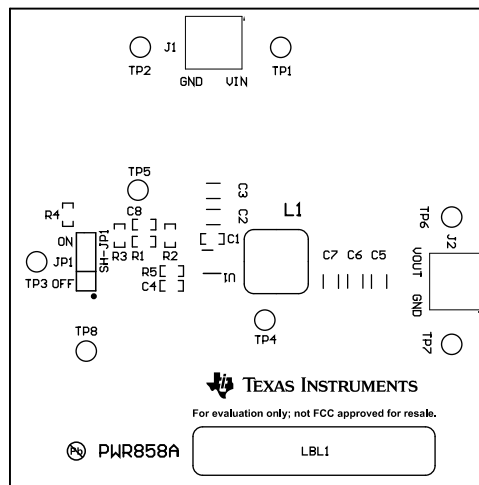 J1
TP2
TP1
GND VIN
TP5
C3
C2
R4
C8
L1
TP6
ON
SH-JP1
C1
J2
R3 R1 R2
JP1
R5
U1
C7 C6 C5
VOUT
TP3 OFF
C4
GND
TP4
TP8
TP7
TEXAS INSTRUMENTS
For evaluation only; not FCC approved for resale.
Pb PWR858A
LBL1